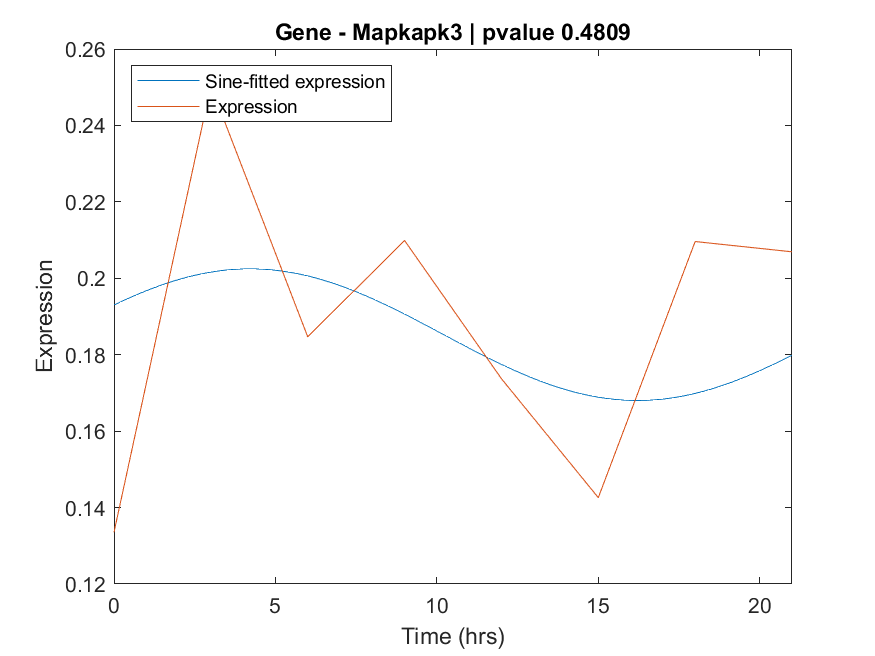 Gene - Mapkapk3 | pvalue 0.4809
Sine-fitted expression
Expression
0.26
0.24
0.22
0.2
0.18
0.16
0.14
0.12
Expression
0
5
10
15
20
Time (hrs)